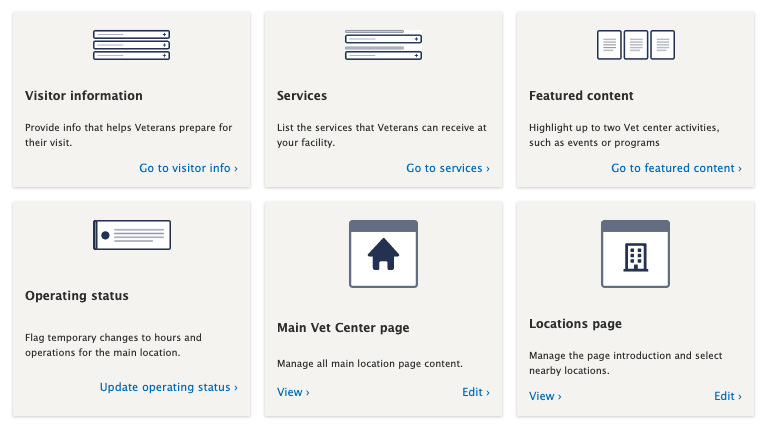 Visitor information
Provide info that helps Veterans prepare for
their visit.
Go to visitor info ›
Services
List the services that Veterans can receive at
your facility.
Go to services ›
Featured content
Highlight up to two Vet center activities,
such as events or programs
Go to featured content ›
Operating status
Flag temporary changes to hours and
operations for the main location.
Update operating status ›
Main Vet Center page
Manage all main location page content.
View ›
Edit ›
Locations page
Manage the page introduction and select
nearby locations.
View ›
Edit ›